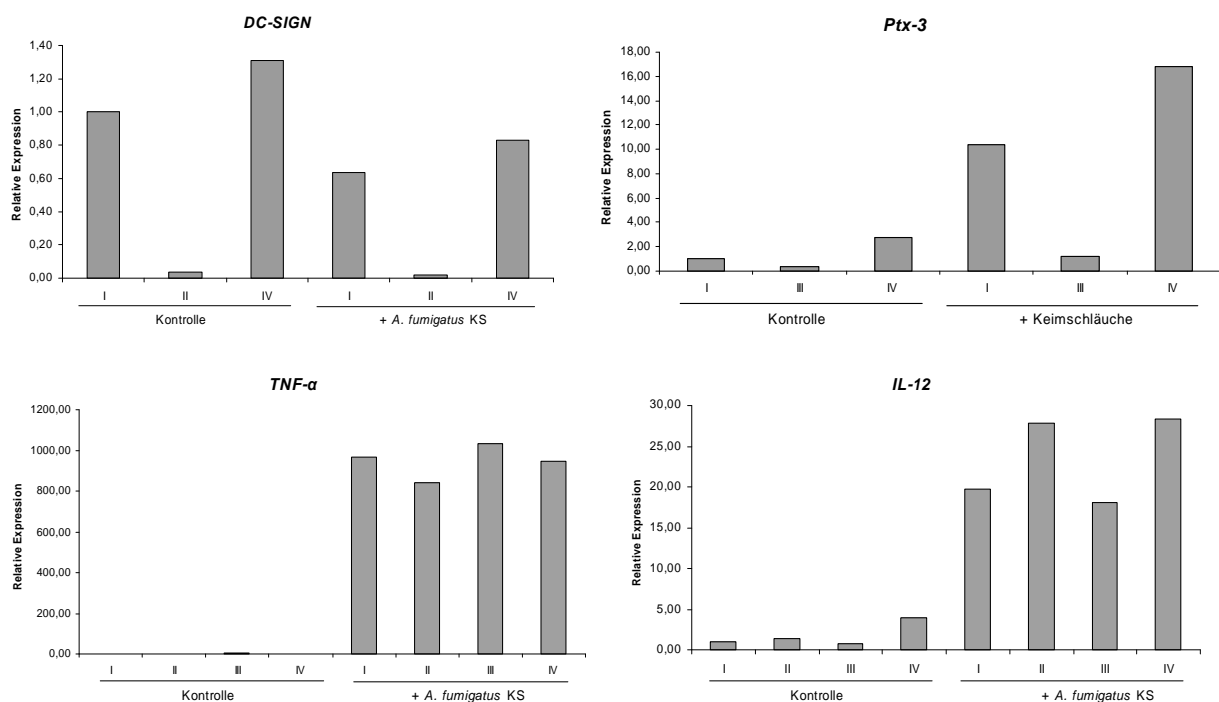 DC-SIGN
Relative Expression
1,40
1,20
1,00
0,80
0,60
0,40
0,20
0,00
I II IV I II IV
Kontrolle + A. fumigatus KS
Ptx-3
Relative Expression
18,00
16,00
14,00
12,00
10,00
8,00
6,00
4,00
2,00
0,00
I III IV I III IV
Kontrolle + Keimschläuche
TNF-α
Relative Expression
1200,00
1000,00
800,00
600,00
400,00
200,00
0,00
I II III IV I II III IV
Kontrolle + A. fumigatus KS
IL-12
Relative Expression
30,00
25,00
20,00
15,00
10,00
5,00
0,00
I II III IV I II III IV
Kontrolle + A. fumigatus KS